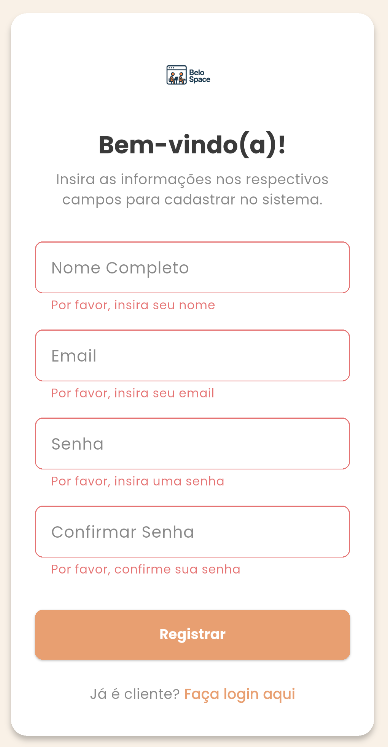 Belo
Space
Bem-vindo(a)!
Insira as informações nos respectivos
campos para cadastrar no sistema.
Nome Completo
Por favor, insira seu nome
Email
Por favor, insira seu email
Senha
Por favor, insira uma senha
Confirmar Senha
Por favor, confirme sua senha
Registrar
Já é cliente? Faça login aqui